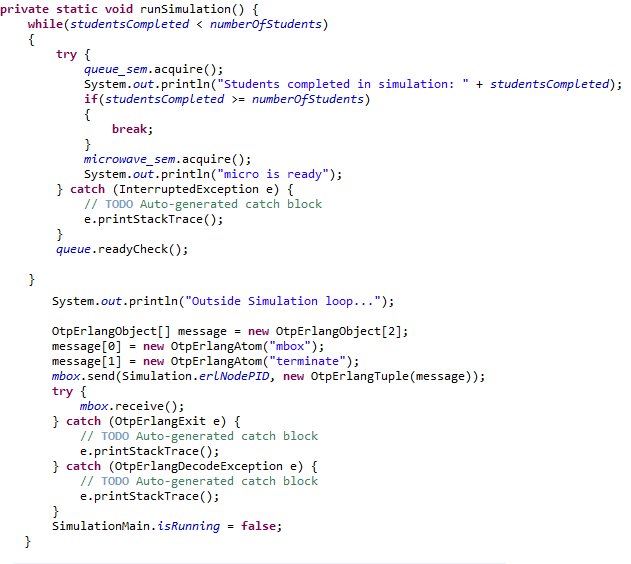 private static void runSimulation() {
while(studentsCompleted < numberOfStudents)
{
try {
queue_sem.acquire();
System.out.println("Students completed in simulation: " + studentsCompleted);
if(studentsCompleted >= numberOfStudents)
{
break;
}
microwave_sem.acquire();
System.out.println("micro is ready");
} catch (InterruptedException e) {
// TODO Auto-generated catch block
e.printStackTrace();
}
queue.readyCheck();
}
System.out.println("Outside Simulation loop...");
OtpErlangObject[] message = new OtpErlangObject[2];
message[0] = new OtpErlangAtom("mbox");
message[1] = new OtpErlangAtom("terminate");
mbox.send(Simulation.erlNodePID, new OtpErlangTuple(message));
try {
mbox.receive();
} catch (OtpErlangExit e) {
// TODO Auto-generated catch block
e.printStackTrace();
} catch (OtpErlangDecodeException e) {
// TODO Auto-generated catch block
e.printStackTrace();
}
SimulationMain.isRunning = false;
}